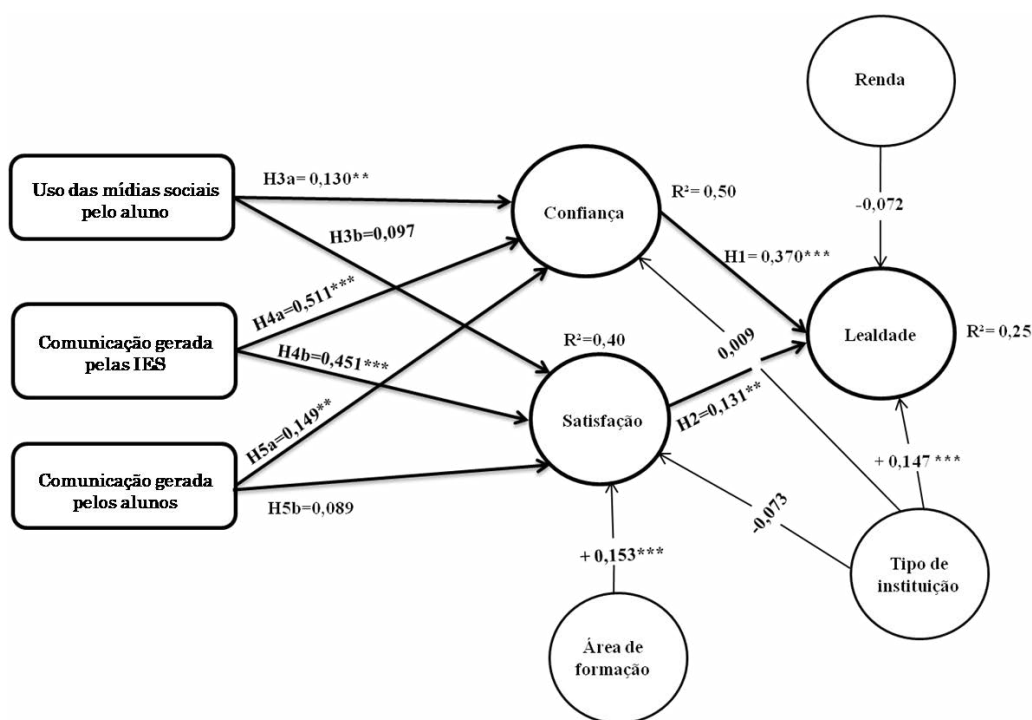 Renda
Uso das mídias sociais
pelo aluno
H3a= 0,130**
Confiança
R²= 0,50
-0,072
H3b=0,097
H1= 0,370***
H4a=0,511***
Comunicação gerada
pelas IES
H4b=0,451***
R²=0,40
0,009
Lealdade
R²= 0,25
Satisfação
H2=0,131**
H5a=0,149**
Comunicação gerada
pelos alunos
H5b=0,089
+ 0,147 ***
-0,073
+ 0,153***
Tipo de
instituição
Área de
formação